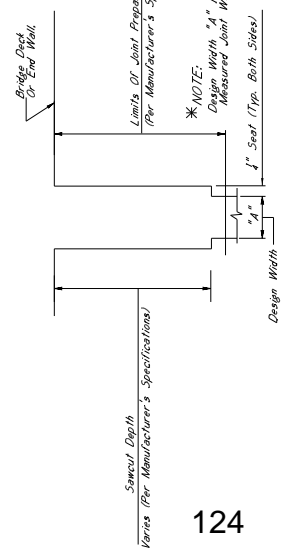 Bridge Deck
Or End Wall.
Limits Of Joint Prepa
(Per Manufacturer's S
*NOTE:
Design Width "A"
Measured Joint W
¼" Seat (Typ. Both Sides)
"A"
Design Width
Sawcut Depth
Varies (Per Manufacturer's Specifications)
124